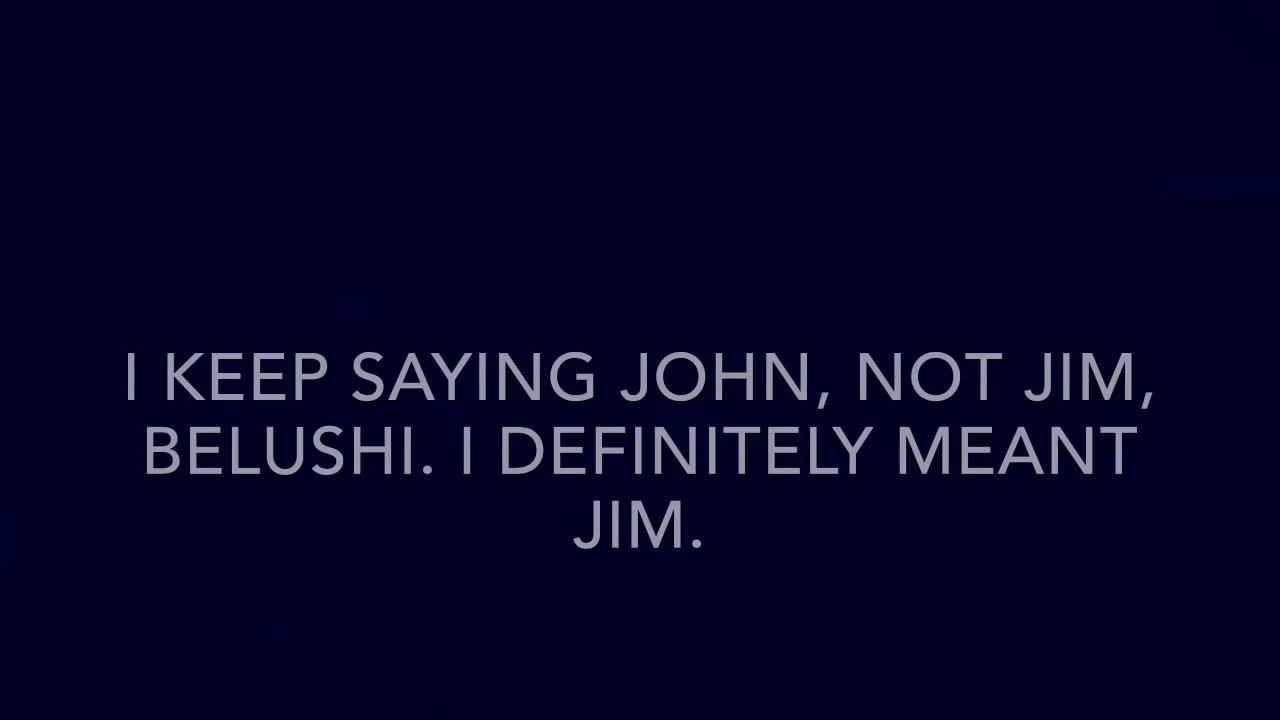 I KEEP SAYING JOHN, NOT JIM,
BELUSHI. I DEFINITELY MEANT
JIM.